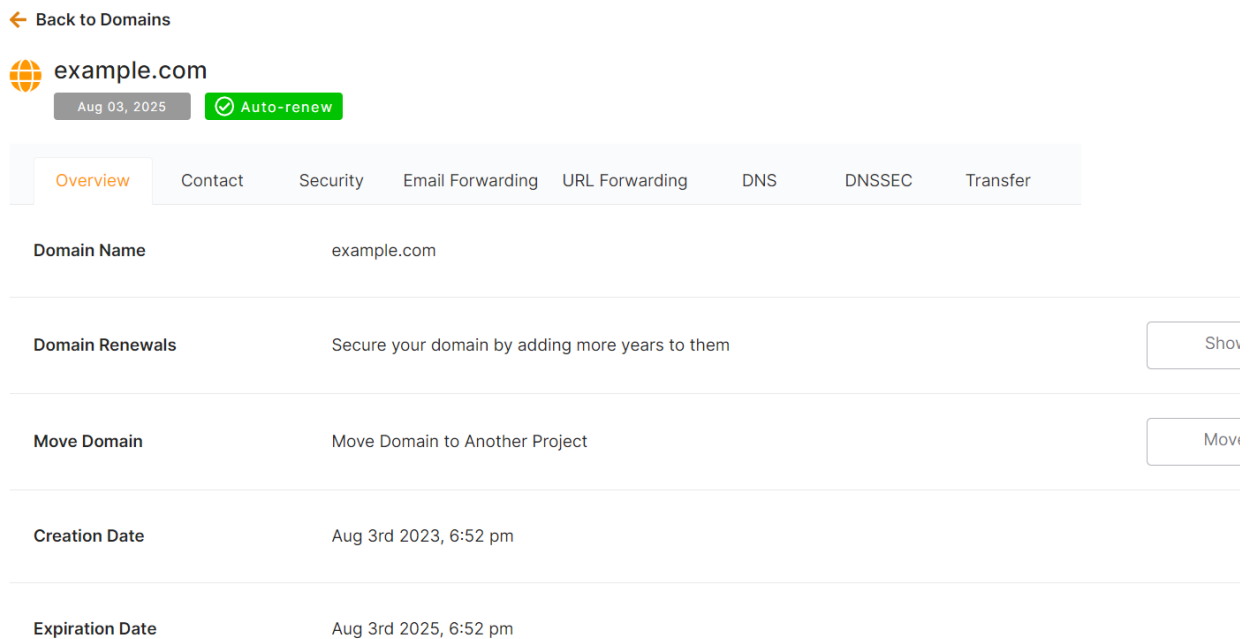 Back to Domains
example.com
Aug 03, 2025 Auto-renew
Overview Contact Security Email Forwarding URL Forwarding DNS DNSSEC Transfer
Domain Name example.com
Domain Renewals Secure your domain by adding more years to them Show
Move Domain Move Domain to Another Project Move
Creation Date Aug 3rd 2023, 6:52 pm
Expiration Date Aug 3rd 2025, 6:52 pm